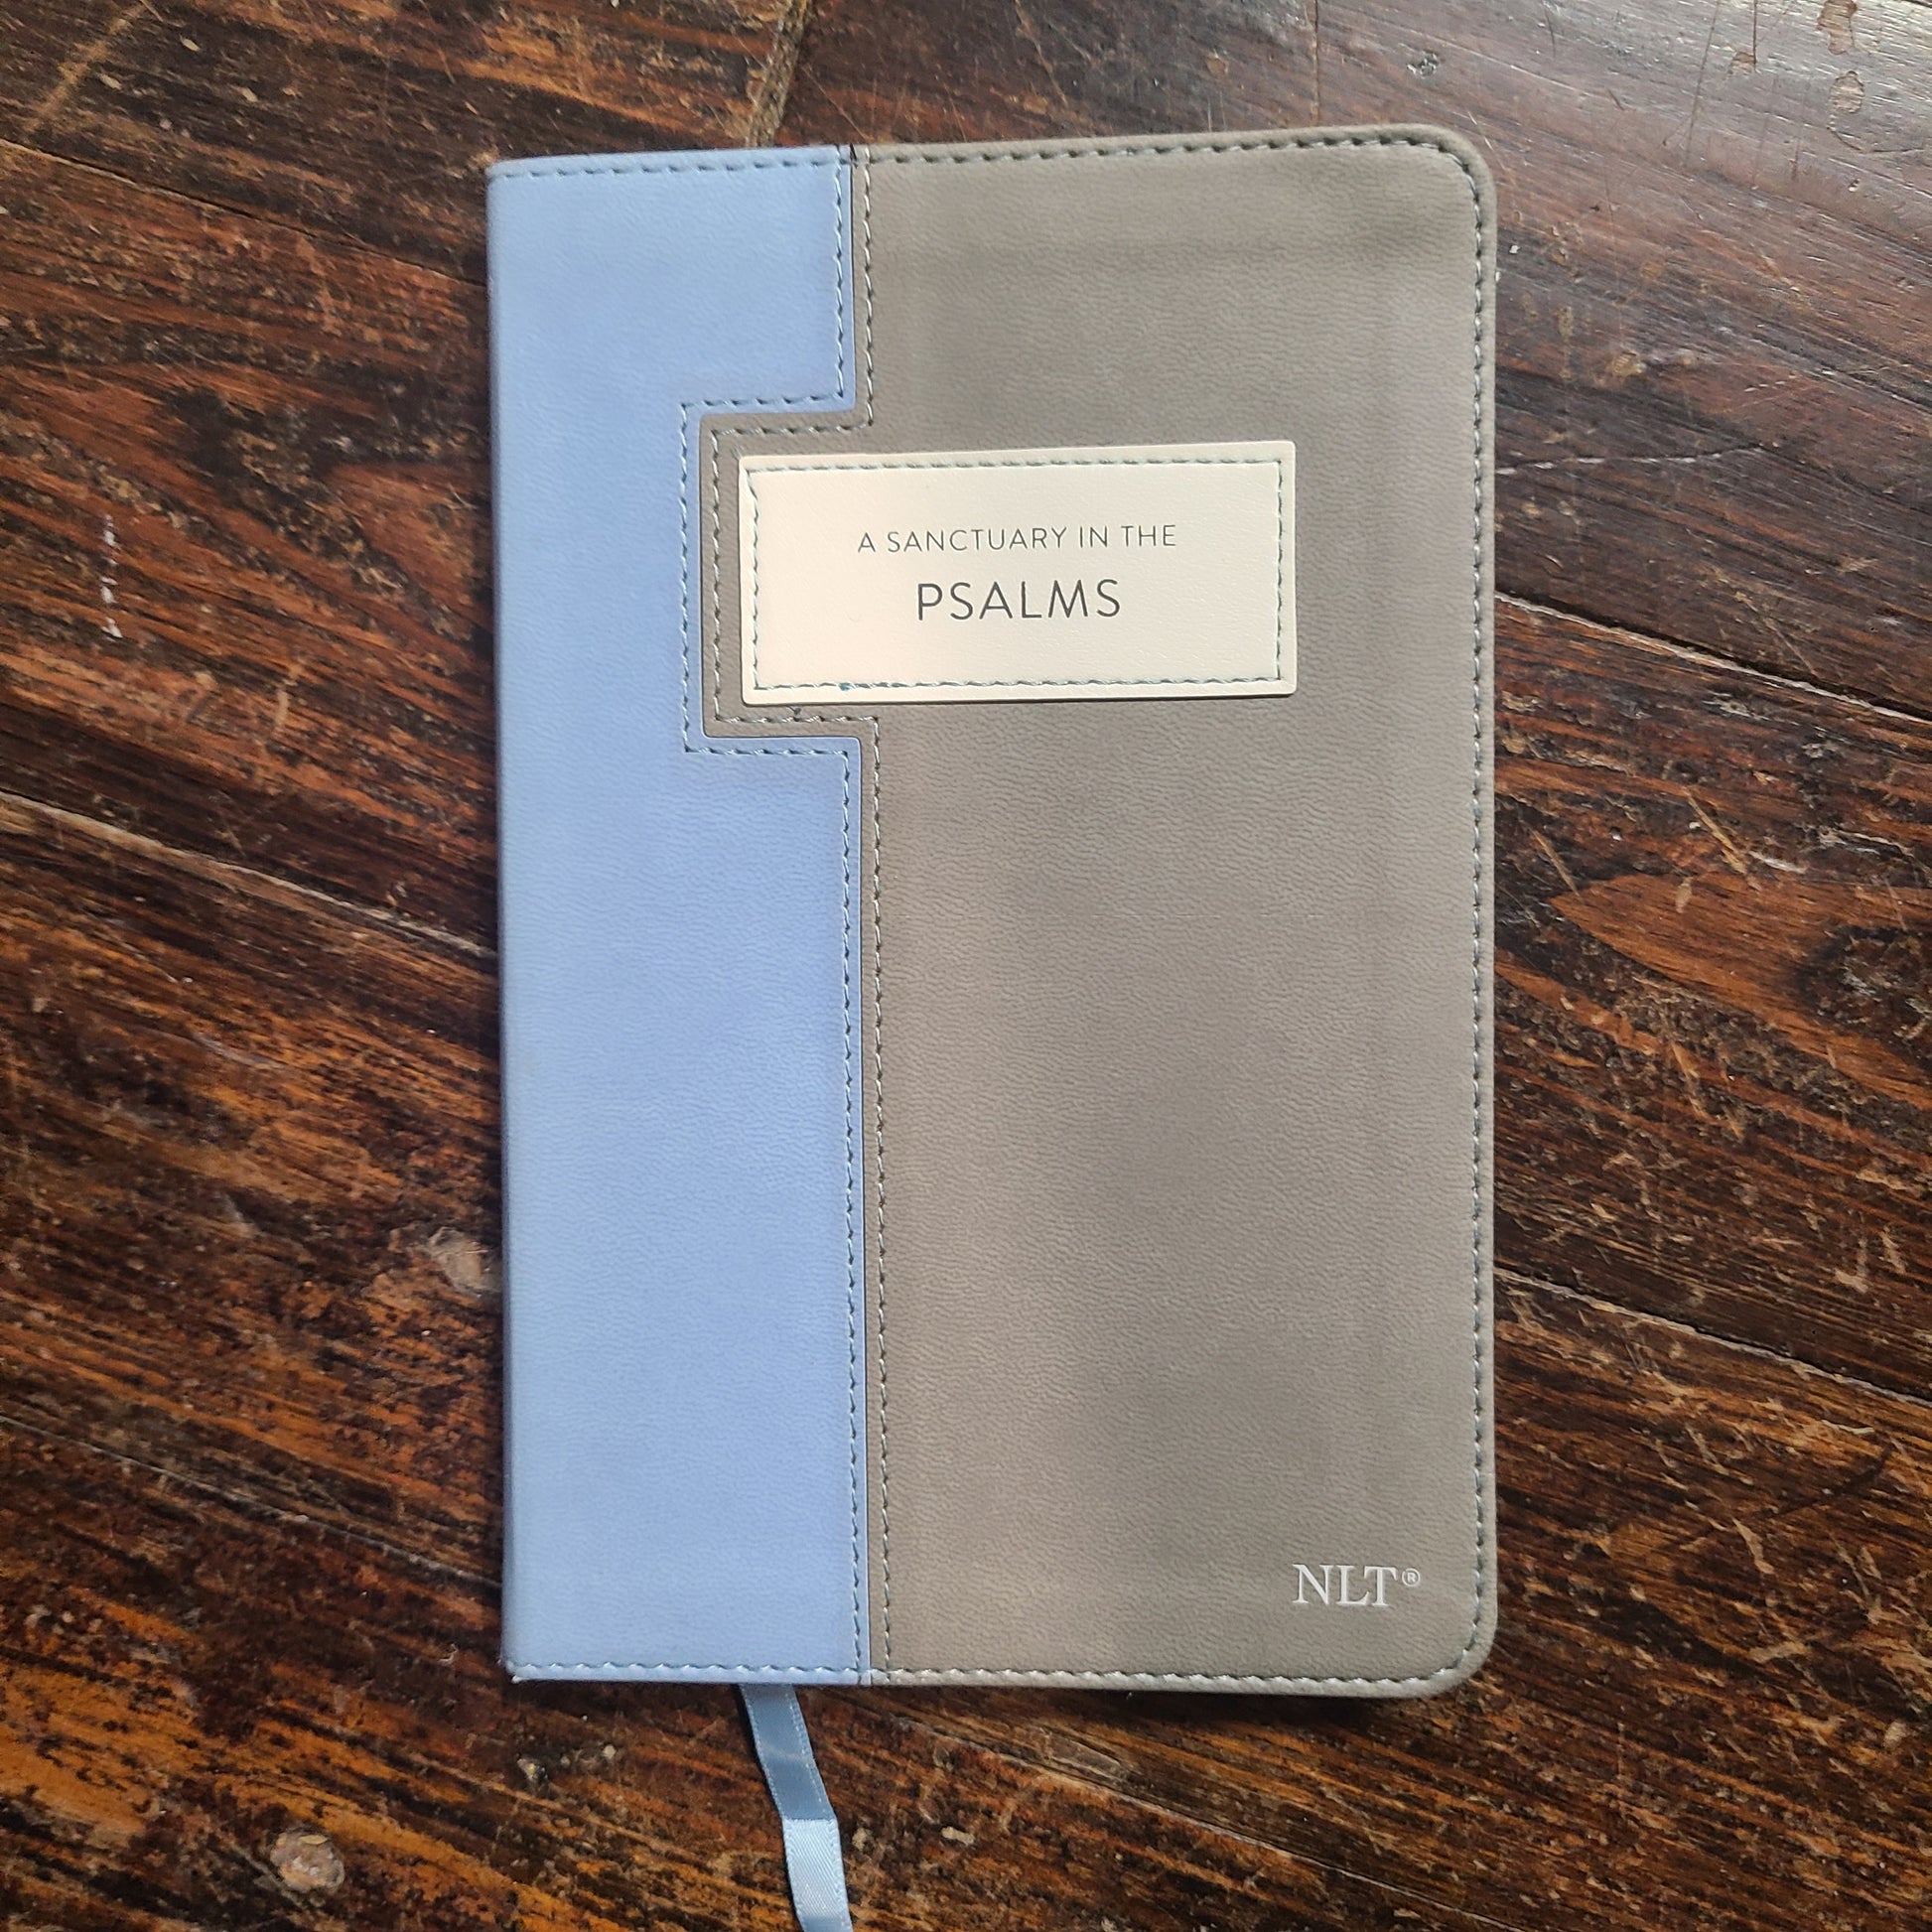 A SANCTUARY IN THE
PSALMS
NLT®